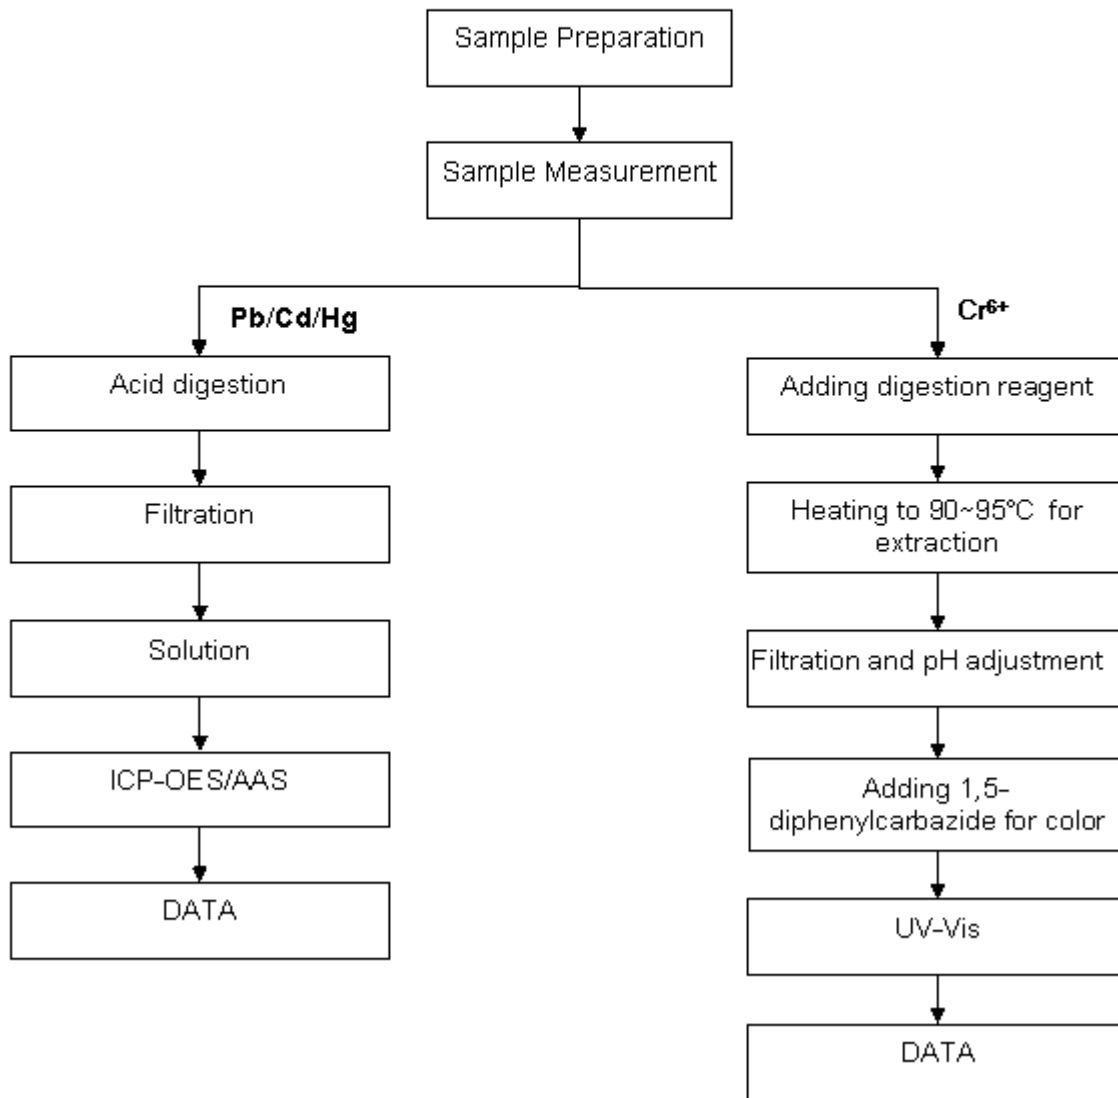 Sample Preparation
Sample Measurement
Pb/Cd/Hg
Acid digestion
Filtration
Solution
ICP-OES/AAS
DATA
Cr⁶⁺
Adding digestion reagent
Heating to 90~95°C for
extraction
Filtration and pH adjustment
Adding 1,5-
diphenylcarbazide for color
UV-Vis
DATA